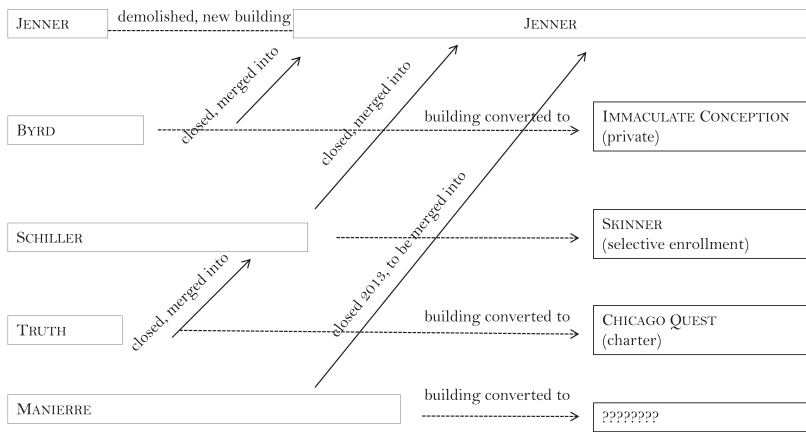 JENNER
demolished, new building
JENNER
closed, merged into
closed, merged into
BYRD
building converted to
IMMACULATE CONCEPTION
(private)
SCHILLER
closed 2013, to be merged into
SKINNER
(selective enrollment)
closed, merged into
TRUTH
building converted to
CHICAGO QUEST
(charter)
MANIERRE
building converted to
????????